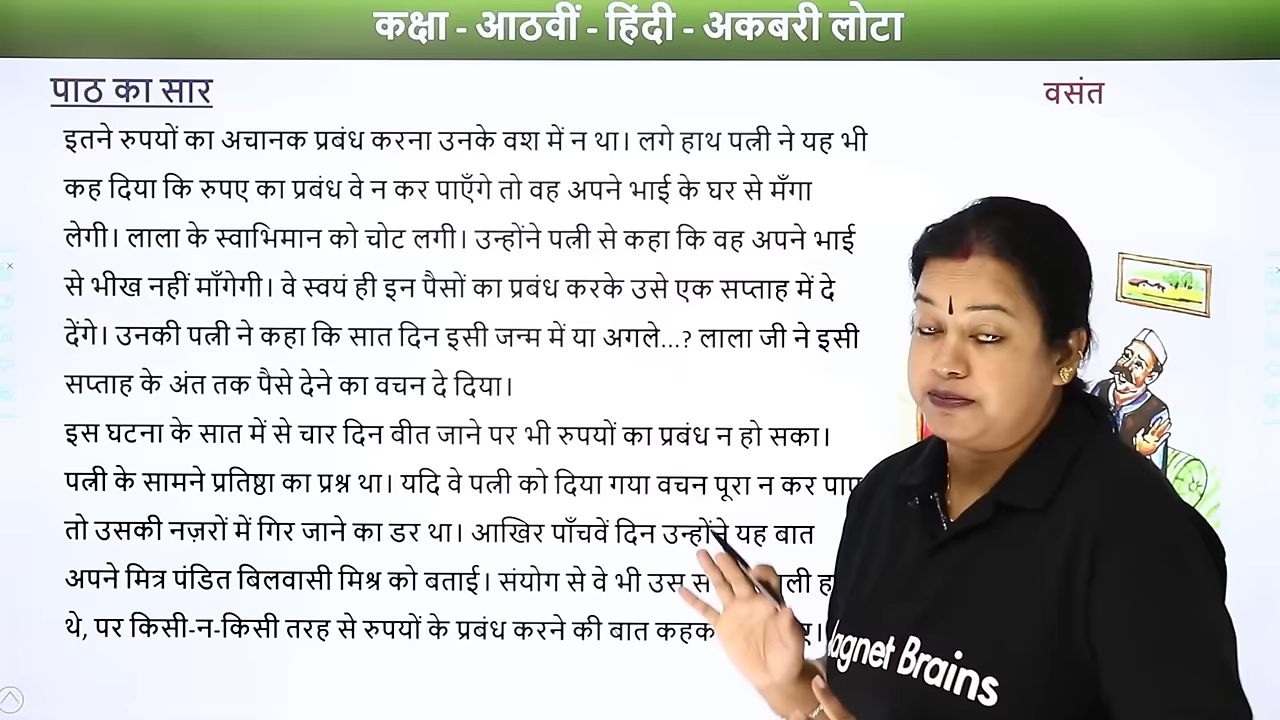 कक्षा - आठवीं - हिंदी - अकबरी लोटा
पाठ का सार
वसंत
इतने रुपयों का अचानक प्रबंध करना उनके वश में न था। लगे हाथ पत्नी ने यह भी
कह दिया कि रुपए का प्रबंध वे न कर पाएँगे तो वह अपने भाई के घर से मँगा
लेगी। लाला के स्वाभिमान को चोट लगी। उन्होंने पत्नी से कहा कि वह अपने भाई
से भीख नहीं माँगेगी। वे स्वयं ही इन पैसों का प्रबंध करके उसे एक सप्ताह में दे
देंगे। उनकी पत्नी ने कहा कि सात दिन इसी जन्म में या अगले...? लाला जी ने इसी
सप्ताह के अंत तक पैसे देने का वचन दे दिया।
इस घटना के सात में से चार दिन बीत जाने पर भी रुपयों का प्रबंध न हो सका।
पत्नी के सामने प्रतिष्ठा का प्रश्न था। यदि वे पत्नी को दिया गया वचन पूरा न कर
तो उसकी नज़रों में गिर जाने का डर था। आखिर पाँचवें दिन उन्होंने यह बात
अपने मित्र पंडित बिलवासी मिश्र को बताई। संयोग से वे भी उस
थे, पर किसी-न-किसी तरह से रुपयों के प्रबंध करने की बात
agnet Brains